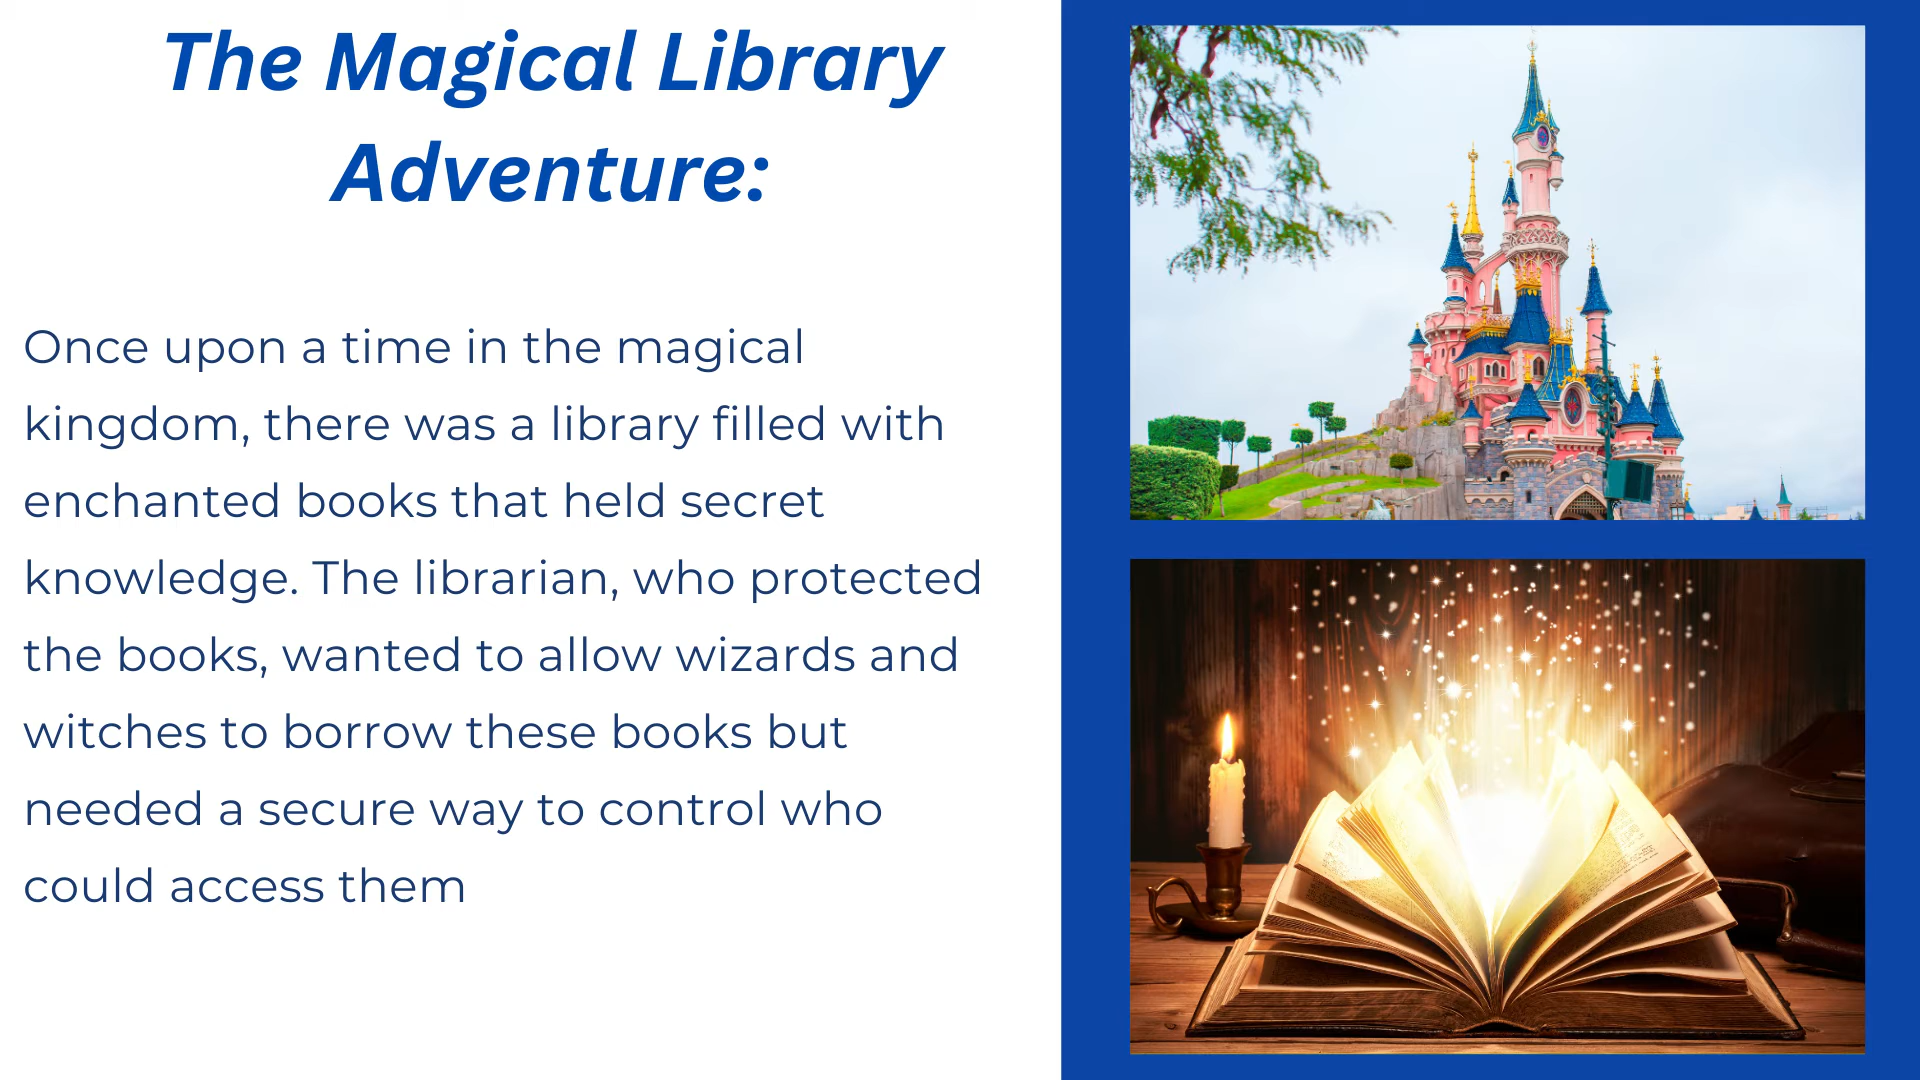 The Magical Library
Adventure:
Once upon a time in the magical
kingdom, there was a library filled with
enchanted books that held secret
knowledge. The librarian, who protected
the books, wanted to allow wizards and
witches to borrow these books but
needed a secure way to control who
could access them